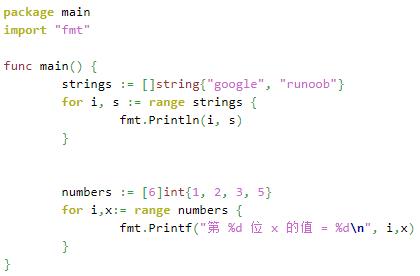 package main
import "fmt"

func main() {
        strings := []string{"google", "runoob"}
        for i, s := range strings {
                fmt.Println(i, s)
        }


        numbers := [6]int{1, 2, 3, 5}
        for i,x:= range numbers {
                fmt.Printf("第 %d 位 x 的值 = %d\n", i,x)
        }
}